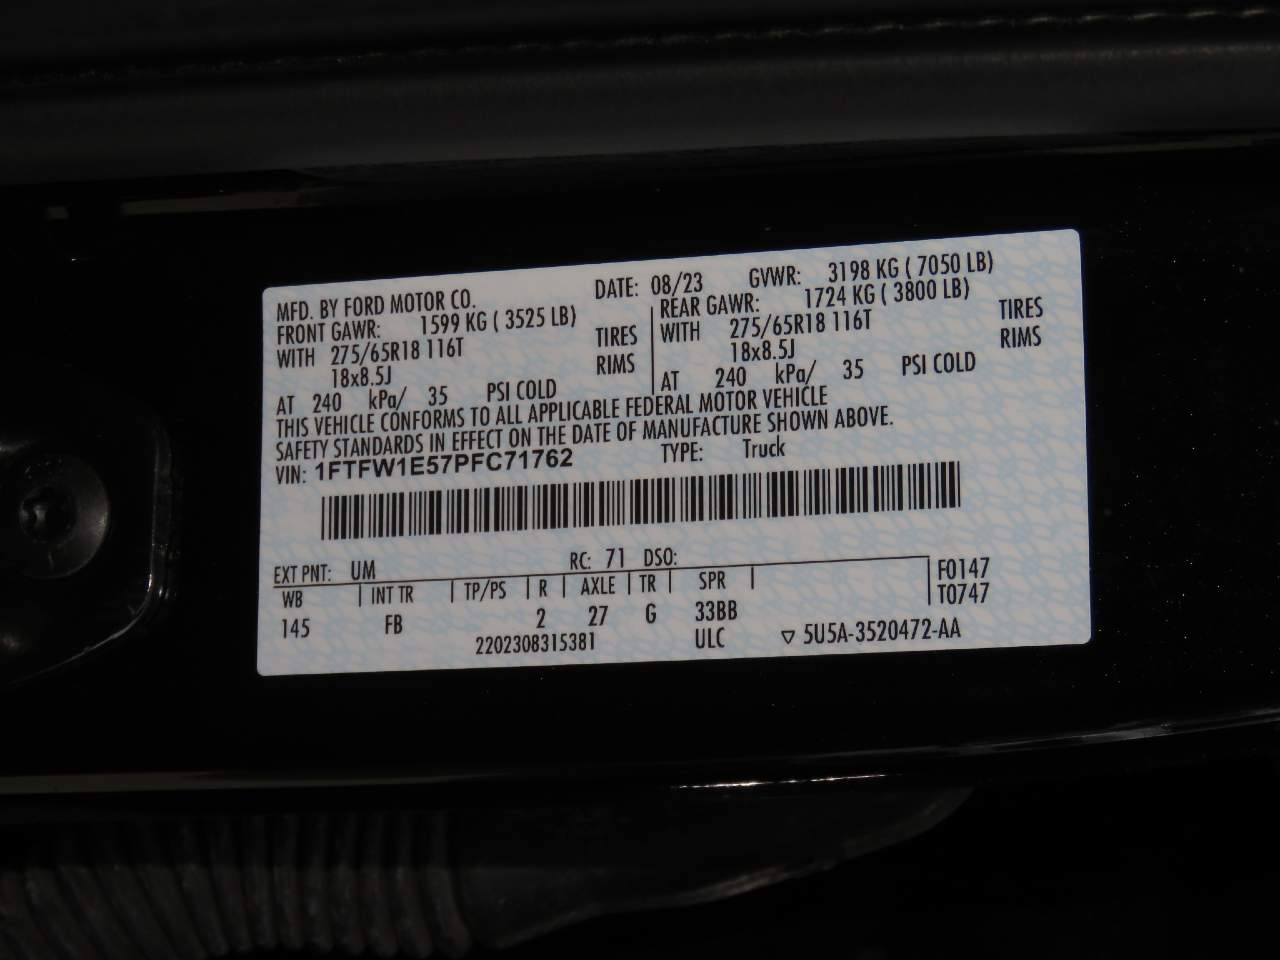 MFD. BY FORD MOTOR CO. DATE: 08/23 GVWR: 3198 KG ( 7050 LB)
FRONT GAWR: 1599 KG ( 3525 LB) REAR GAWR: 1724 KG ( 3800 LB)
WITH 275/65R18 116T TIRES WITH 275/65R18 116T TIRES
18x8.5J RIMS 18x8.5J RIMS
AT 240 kPa/ 35 PSI COLD AT 240 kPa/ 35 PSI COLD
THIS VEHICLE CONFORMS TO ALL APPLICABLE FEDERAL MOTOR VEHICLE
SAFETY STANDARDS IN EFFECT ON THE DATE OF MANUFACTURE SHOWN ABOVE.
VIN: 1FTFW1E57PFC71762 TYPE: Truck
EXT PNT: UM RC: 71 DSO:
WB INT TR TP/PS R AXLE TR SPR F0147
145 FB 2 27 G 33BB T0747
2202308315381 ULC ▽ 5U5A-3520472-AA